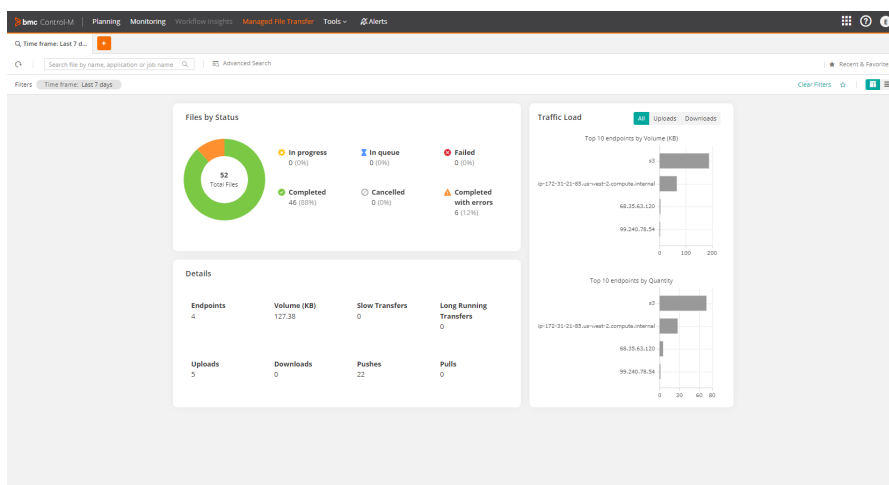 bmc Control-M Planning Monitoring Workflow Insights Managed File Transfer Tools Alerts
Time frame: Last 7 d... +
Search file by name, application or job name Advanced Search Recent & Favorite
Filters Time frame: Last 7 days Clear Filters
Files by Status
52
Total Files
In progress
0 (0%)
In queue
0 (0%)
Failed
0 (0%)
Completed
46 (88%)
Cancelled
0 (0%)
Completed
with errors
6 (12%)
Details
Endpoints
4
Volume (KB)
127.38
Slow Transfers
0
Long Running
Transfers
0
Uploads
5
Downloads
0
Pushes
22
Pulls
0
Traffic Load All Uploads Downloads
Top 10 endpoints by Volume (KB)
s3
ip-172-31-21-85.us-west-2.compute.internal
68.35.63.120
99.240.78.54
0 100 200
Top 10 endpoints by Quantity
s3
ip-172-31-21-85.us-west-2.compute.internal
68.35.63.120
99.240.78.54
0 30 60 80